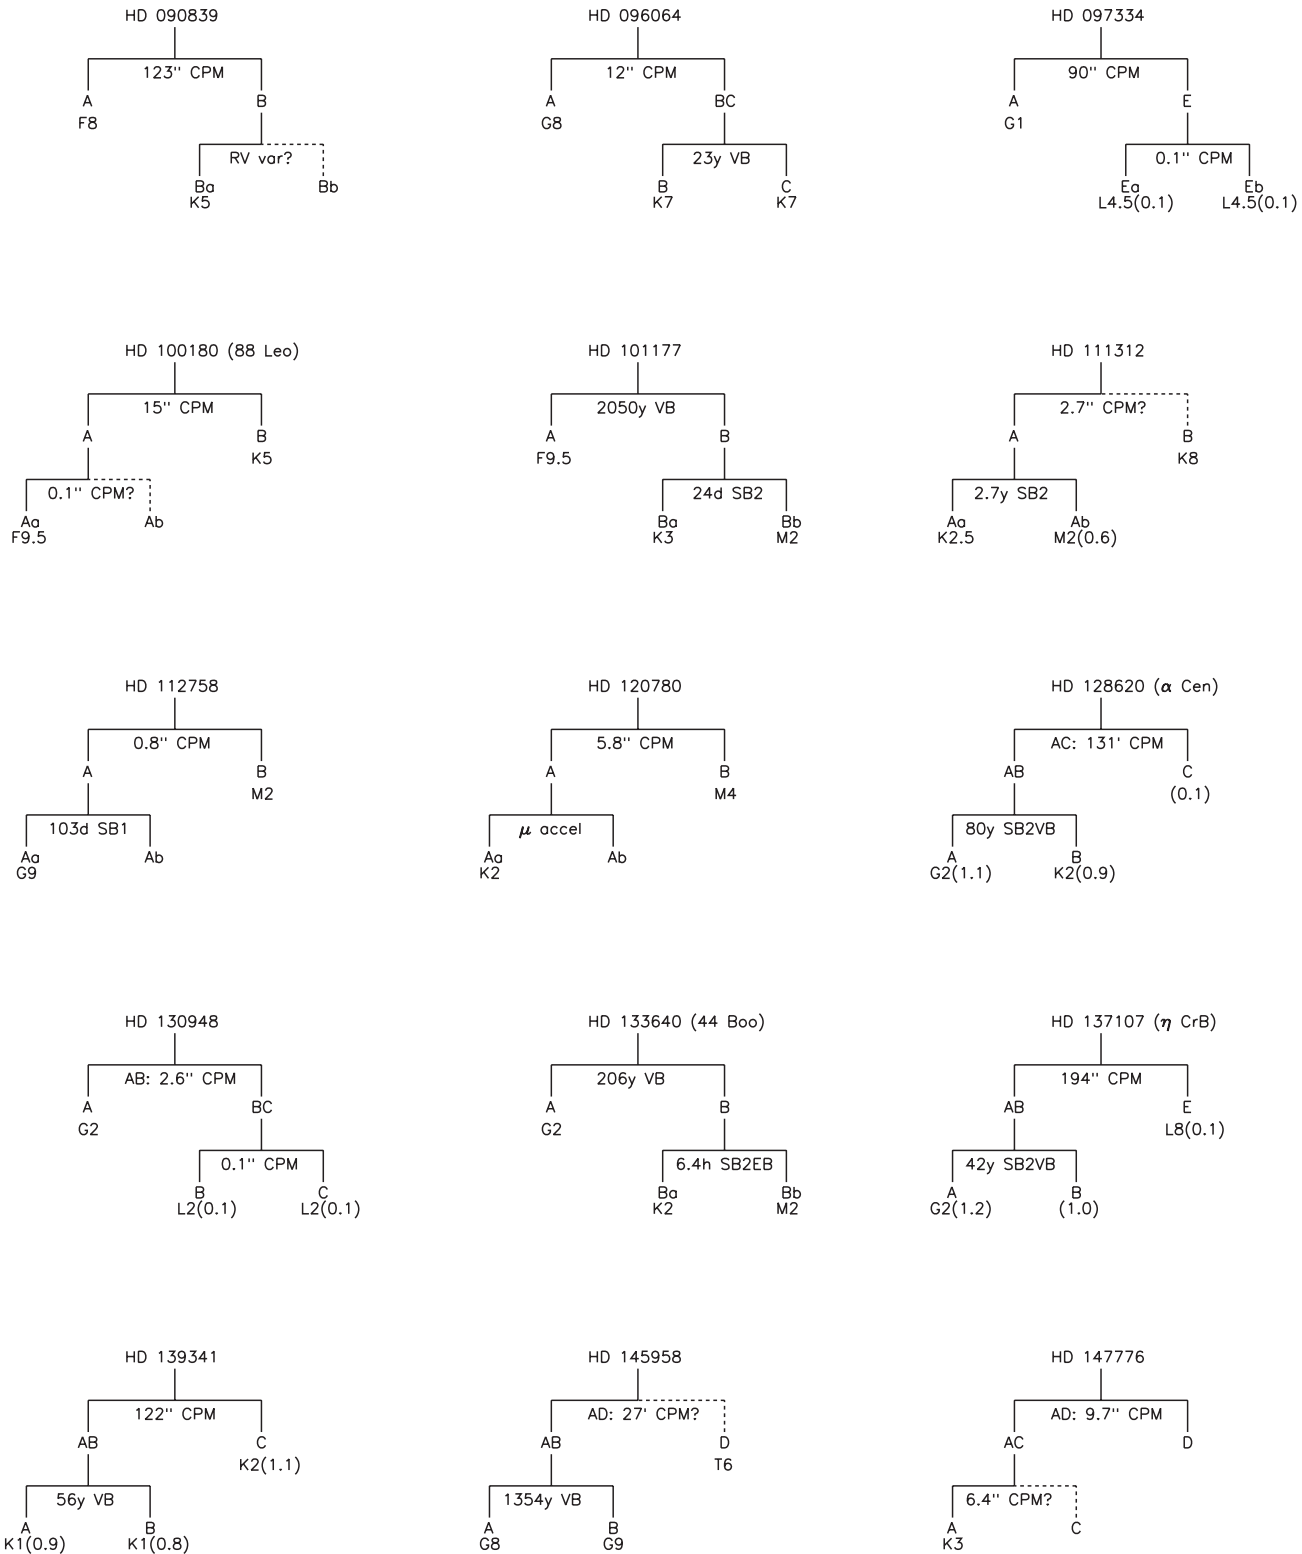 HD 090839
123" CPM
A
B
F8
RV var?
Ba
Bb
K5
HD 096064
12" CPM
A
BC
G8
23y VB
B
C
K7
K7
HD 097334
90" CPM
A
E
G1
0.1" CPM
Ea
Eb
L4.5(0.1)
L4.5(0.1)
HD 100180 (88 Leo)
15" CPM
A
B
K5
0.1" CPM?
Aa
Ab
F9.5
HD 101177
2050y VB
A
B
F9.5
24d SB2
Ba
Bb
K3
M2
HD 111312
2.7" CPM?
A
B
K8
2.7y SB2
Aa
Ab
K2.5
M2(0.6)
HD 112758
0.8" CPM
A
B
M2
103d SB1
Aa
Ab
G9
HD 120780
5.8" CPM
A
B
M4
μ accel
Aa
Ab
K2
HD 128620 (α Cen)
AC: 131' CPM
AB
C
(0.1)
80y SB2VB
A
B
G2(1.1)
K2(0.9)
HD 130948
AB: 2.6" CPM
A
BC
G2
0.1" CPM
B
C
L2(0.1)
L2(0.1)
HD 133640 (44 Boo)
206y VB
A
B
G2
6.4h SB2EB
Ba
Bb
K2
M2
HD 137107 (η CrB)
194" CPM
AB
E
L8(0.1)
42y SB2VB
A
B
G2(1.2)
(1.0)
HD 139341
122" CPM
AB
C
K2(1.1)
56y VB
A
B
K1(0.9)
K1(0.8)
HD 145958
AD: 27' CPM?
AB
D
T6
1354y VB
A
B
G8
G9
HD 147776
AD: 9.7" CPM
AC
D
6.4" CPM?
A
C
K3